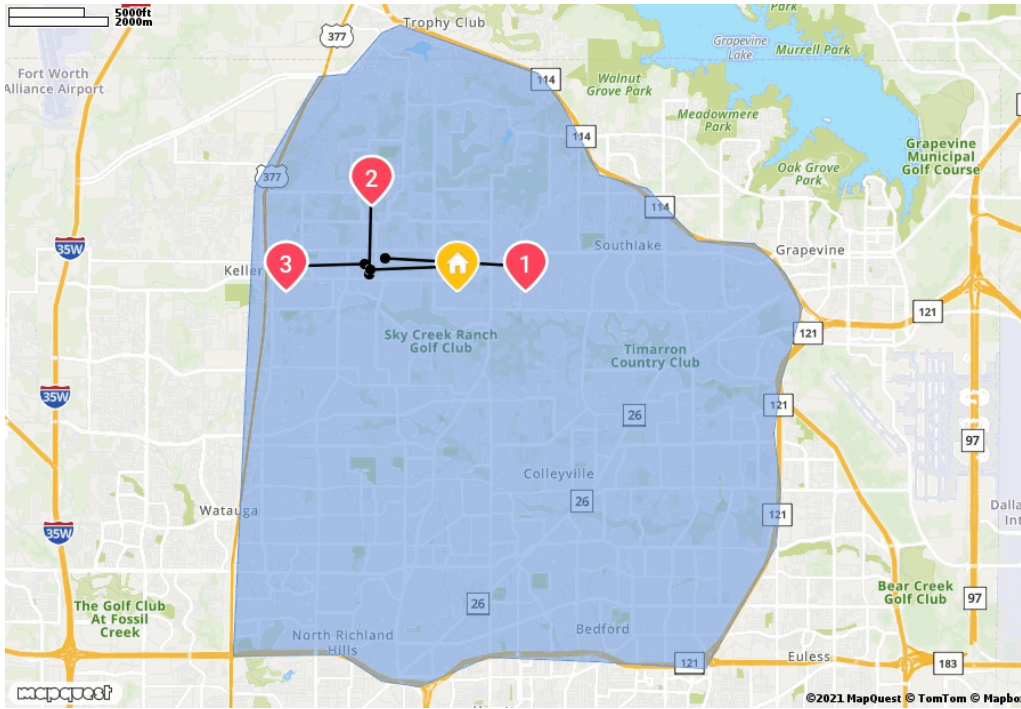 5000ft
2000m
Trophy Club
377
Fort Worth
Alliance Airport
Grapevine
Lake
Murrell Park
Park
114
Walnut
Grove Park
Meadowmere
Park
114
Grapevine
Municipal
Golf Course
Oak Grove
Park
377
2
114
35W
Southlake
Grapevine
Keller
3
1
121
Sky Creek Ranch
Golf Club
Timarron
Country Club
121
35W
121
26
97
Colleyville
26
Watauga
121
35W
Dalla
Int
The Golf Club
At Fossil
Creek
26
Bear Creek
Golf Club
97
North Richland
Hills
Bedford
121
Euless
183
mapquest
©2021 MapQuest © TomTom © Mapbox